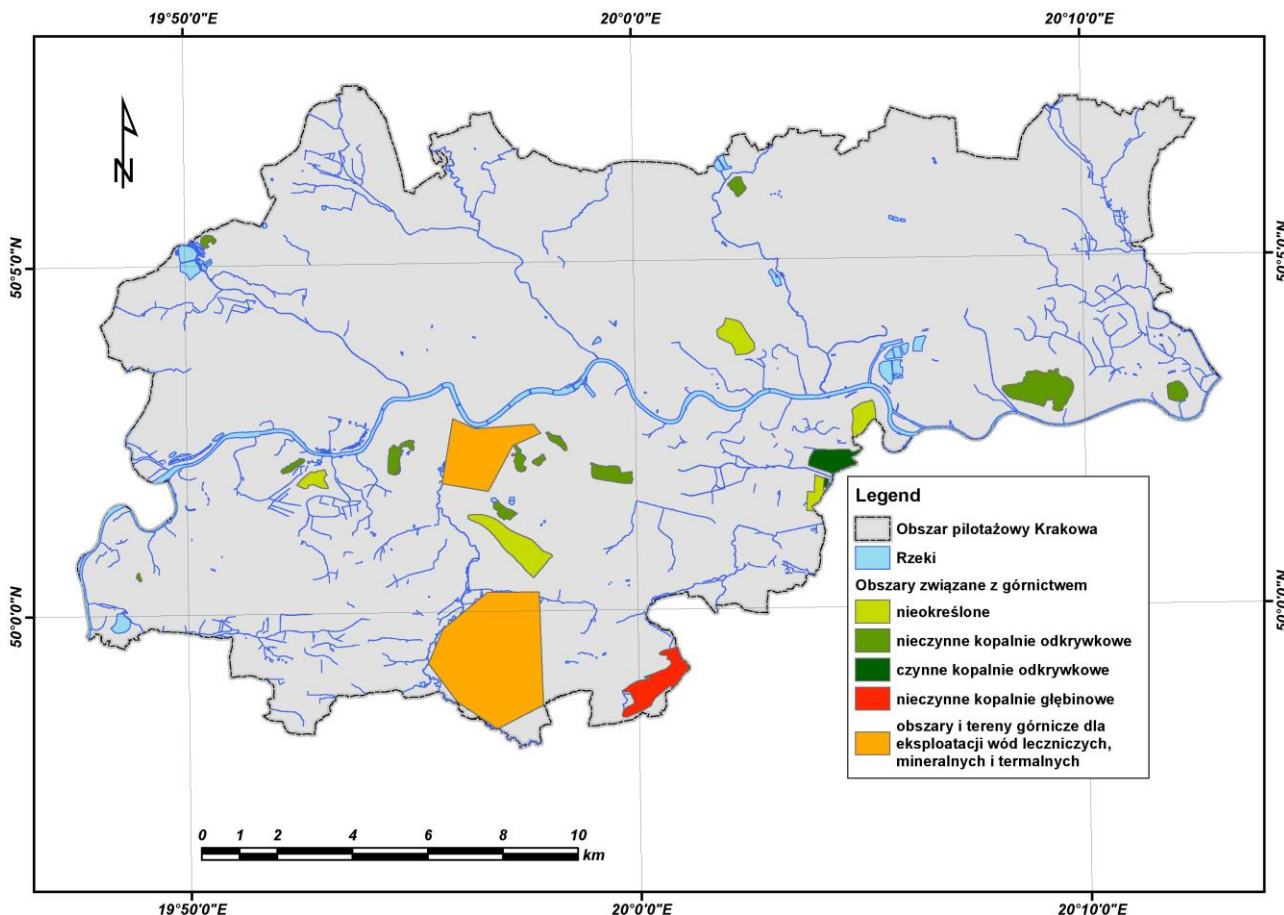 19°50'0"E
20°0'0"E
20°10'0"E
N
50°5'0"N
50°5'0"N
50°0'0"N
50°0'0"N
Legend
Obszar pilotażowy Krakowa
Rzeki
Obszary związane z górnictwem
nieokreślone
nieczynne kopalnie odkrywkowe
czynne kopalnie odkrywkowe
nieczynne kopalnie głębinowe
obszary i tereny górnicze dla
eksploatacji wód leczniczych,
mineralnych i termalnych
0 1 2 4 6 8 10
km
19°50'0"E
20°0'0"E
20°10'0"E